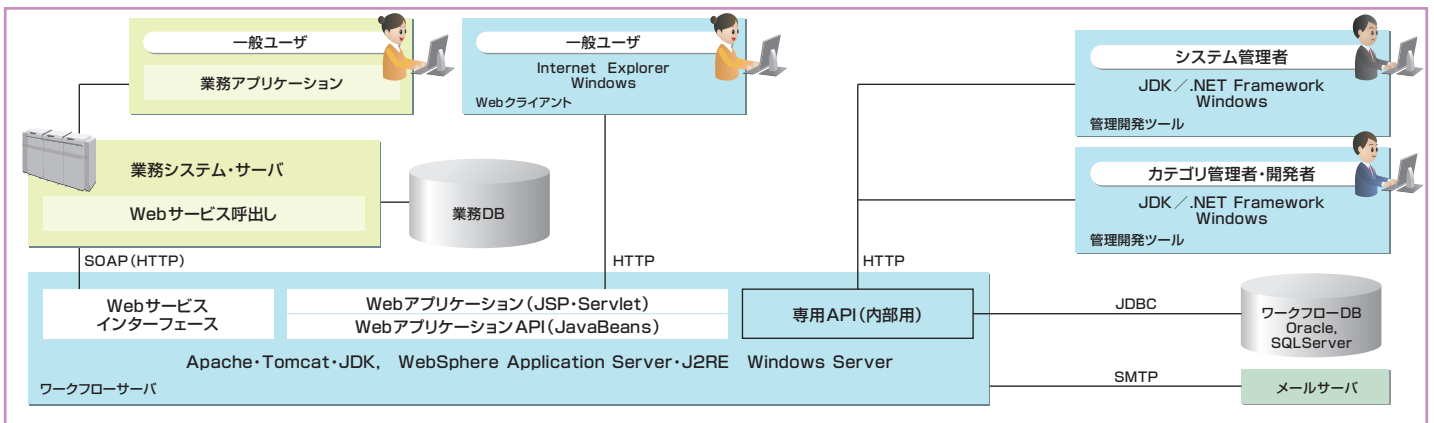 一般ユーザ
業務アプリケーション
一般ユーザ
Internet Explorer
Windows
Webクライアント
システム管理者
JDK／.NET Framework
Windows
管理開発ツール
業務システム・サーバ
Webサービス呼出し
業務DB
カテゴリ管理者・開発者
JDK／.NET Framework
Windows
管理開発ツール
SOAP(HTTP)
HTTP
HTTP
Webサービス
インターフェース
Webアプリケーション(JSP・Servlet)
WebアプリケーションAPI(JavaBeans)
専用API(内部用)
JDBC
ワークフローDB
Oracle,
SQLServer
Apache・Tomcat・JDK, WebSphere Application Server・J2RE Windows Server
ワークフローサーバ
SMTP
メールサーバ